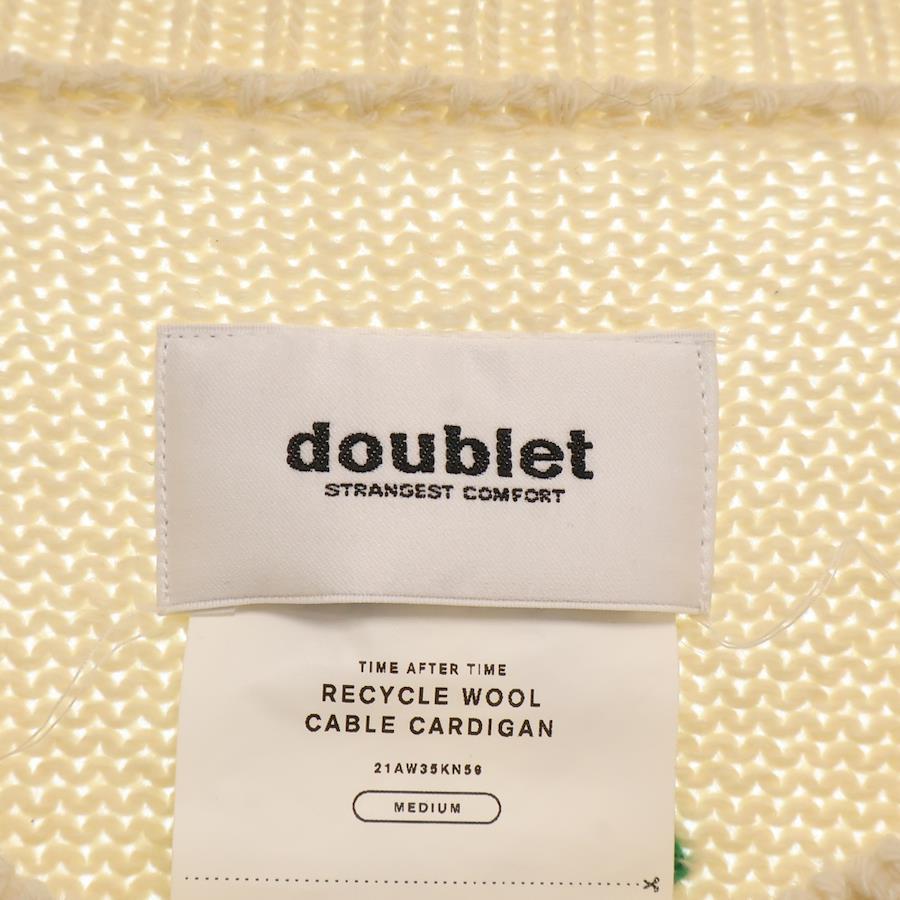 doublet
STRANGEST COMFORT
TIME AFTER TIME
RECYCLE WOOL
CABLE CARDIGAN
21AW35KN56
MEDIUM